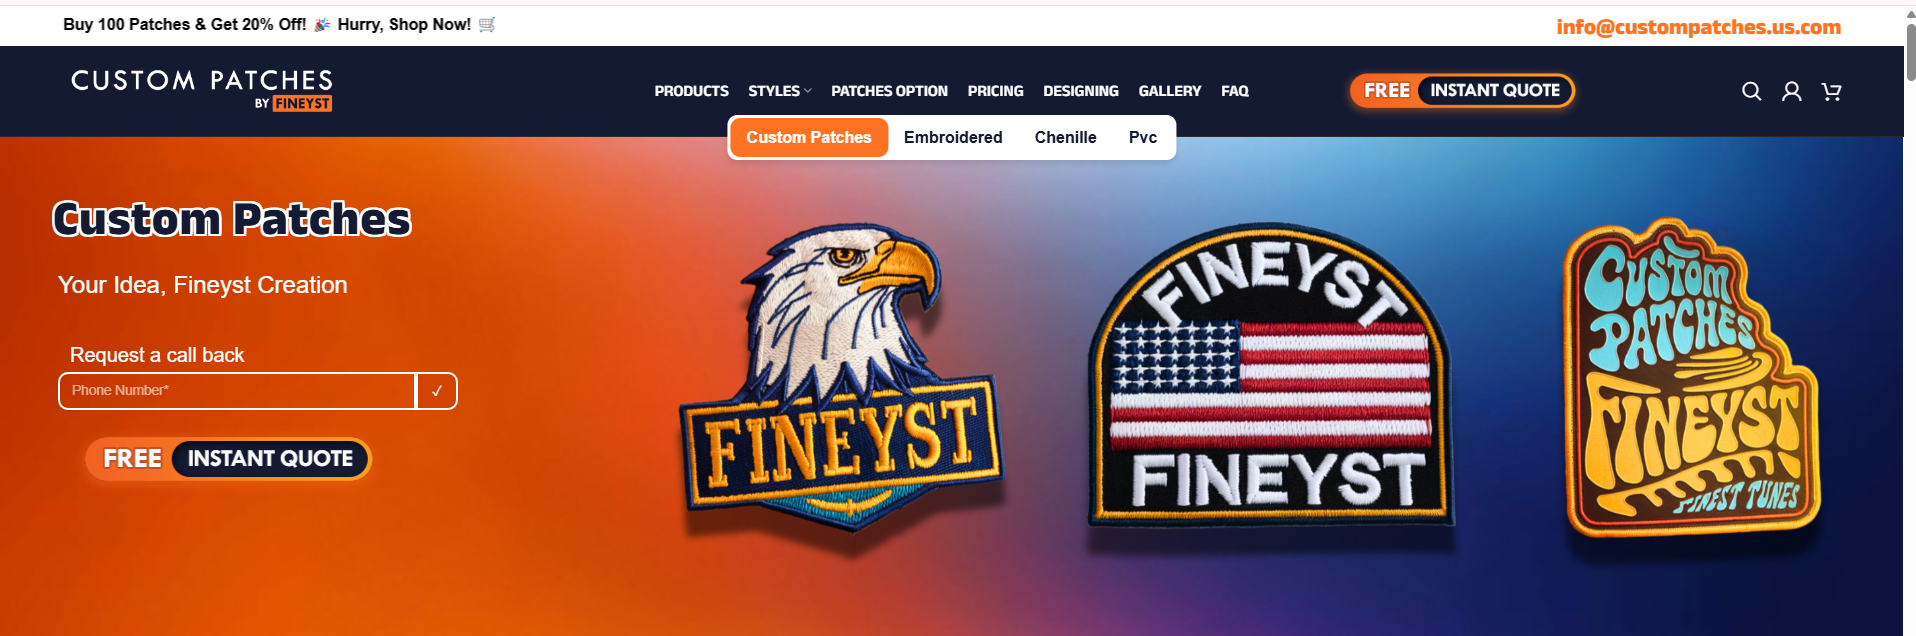 Buy 100 Patches & Get 20% Off! 🎉 Hurry, Shop Now! 🛒
info@custompatches.us.com
CUSTOM PATCHES
BY FINEYST
PRODUCTS STYLES PATCHES OPTION PRICING DESIGNING GALLERY FAQ
FREE INSTANT QUOTE
Custom Patches Embroidered Chenille Pvc
Custom Patches
Your Idea, Fineyst Creation
Request a call back
Phone Number*
✓
FREE INSTANT QUOTE
FINEYST
FINEYST
FINEYST
CUSTOM
PATCHES
FINEYST
FINEST TUNES